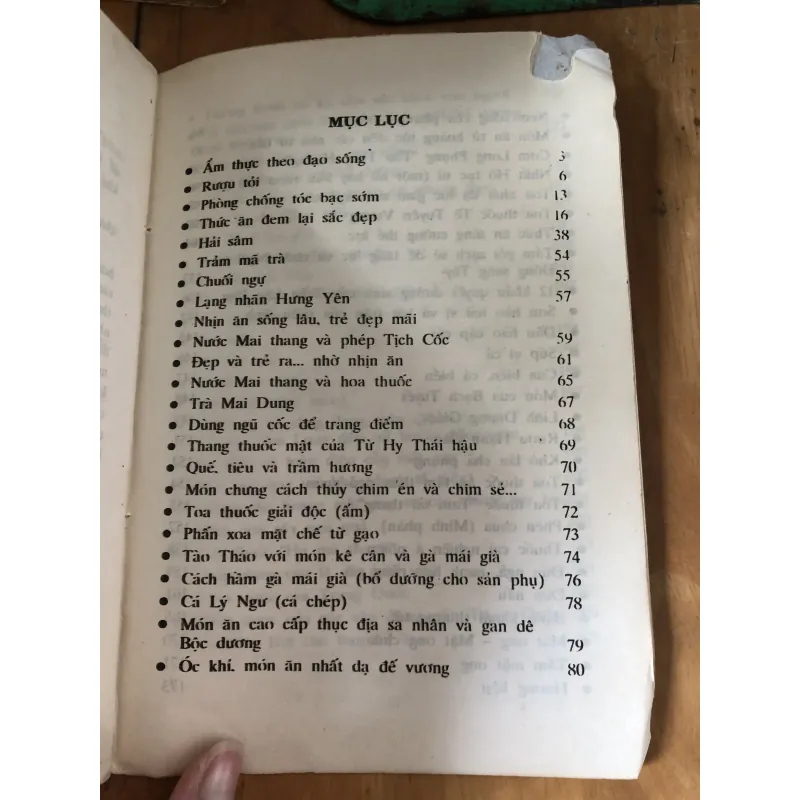 MỤC LỤC
• Ẩm thực theo đạo sống 3
• Rượu tỏi 6
• Phòng chống tóc bạc sớm 13
• Thức ăn đem lại sắc đẹp 16
• Hải sâm 38
• Trảm mã trà 54
• Chuối ngự 55
• Lạng nhãn Hưng Yên 57
• Nhịn ăn sống lâu, trẻ đẹp mãi
• Nước Mai thang và phép Tịch Cốc 59
• Đẹp và trẻ ra... nhờ nhịn ăn 61
• Nước Mai thang và hoa thuốc 65
• Trà Mai Dung 67
• Dùng ngũ cốc để trang điểm 68
• Thang thuốc mật của Từ Hy Thái hậu 69
• Quế, tiêu và trầm hương 70
• Món chưng cách thủy chim én và chim sẻ... 71
• Toa thuốc giải độc (ấm) 72
• Phấn xoa mặt chế từ gạo 73
• Tào Tháo với món kê cân và gà mái già 74
• Cách hầm gà mái già (bổ dưỡng cho sản phụ) 76
• Cá Lý Ngư (cá chép) 78
• Món ăn cao cấp thục địa sa nhân và gan dê
Bộc dương 79
• Óc khỉ, món ăn nhất dạ đế vương 80